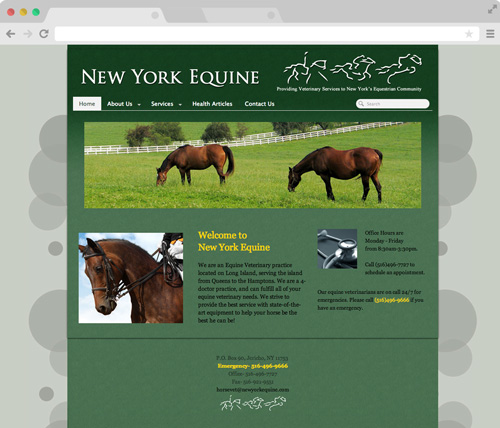 New York Equine
Providing Veterinary Services to New York's Equestrian Community
Home About Us Services Health Articles Contact Us
Search
Welcome to
New York Equine
We are an Equine Veterinary practice
located on Long Island, serving the island
from Queens to the Hamptons. We are a 4-
doctor practice, and can fulfill all of your
equine veterinary needs. We strive to
provide the best service with state-of-the-
art equipment to help your horse be the
best he can be!
Office Hours are
Monday - Friday
from 8:30am-5:30pm.
Call (516)496-7727 to
schedule an appointment.
Our equine veterinarians are on call 24/7 for
emergencies. Please call (516)496-9666 if you
have an emergency.
P.O. Box 90, Jericho, NY 11753
Emergency- 516-496-9666
Office- 516-496-7727
Fax-
horsevet@newyorkequine.com